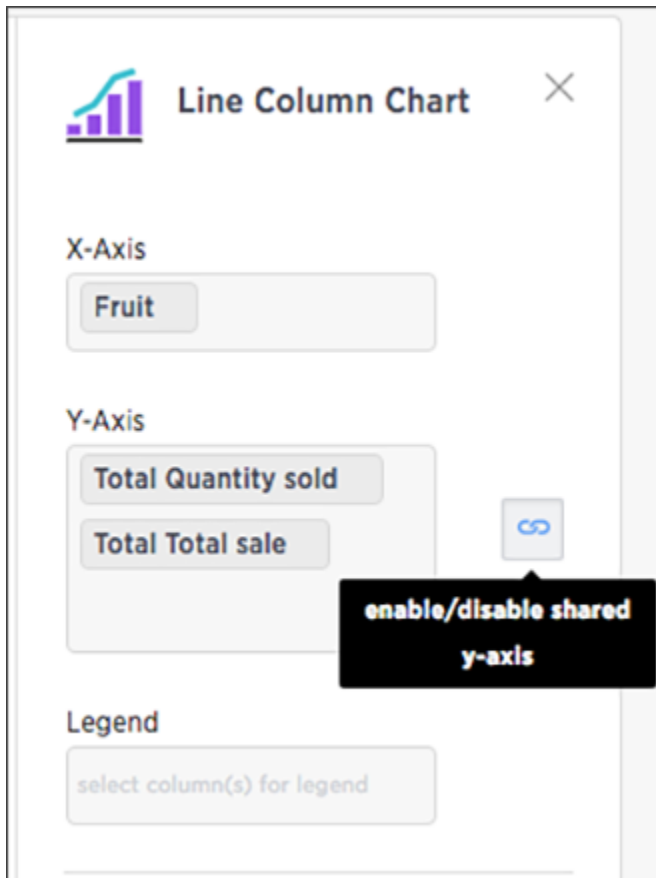 Line Column Chart
X-Axis
Fruit
Y-Axis
Total Quantity sold
Total Total sale
enable/disable shared
y-axis
Legend
select column(s) for legend